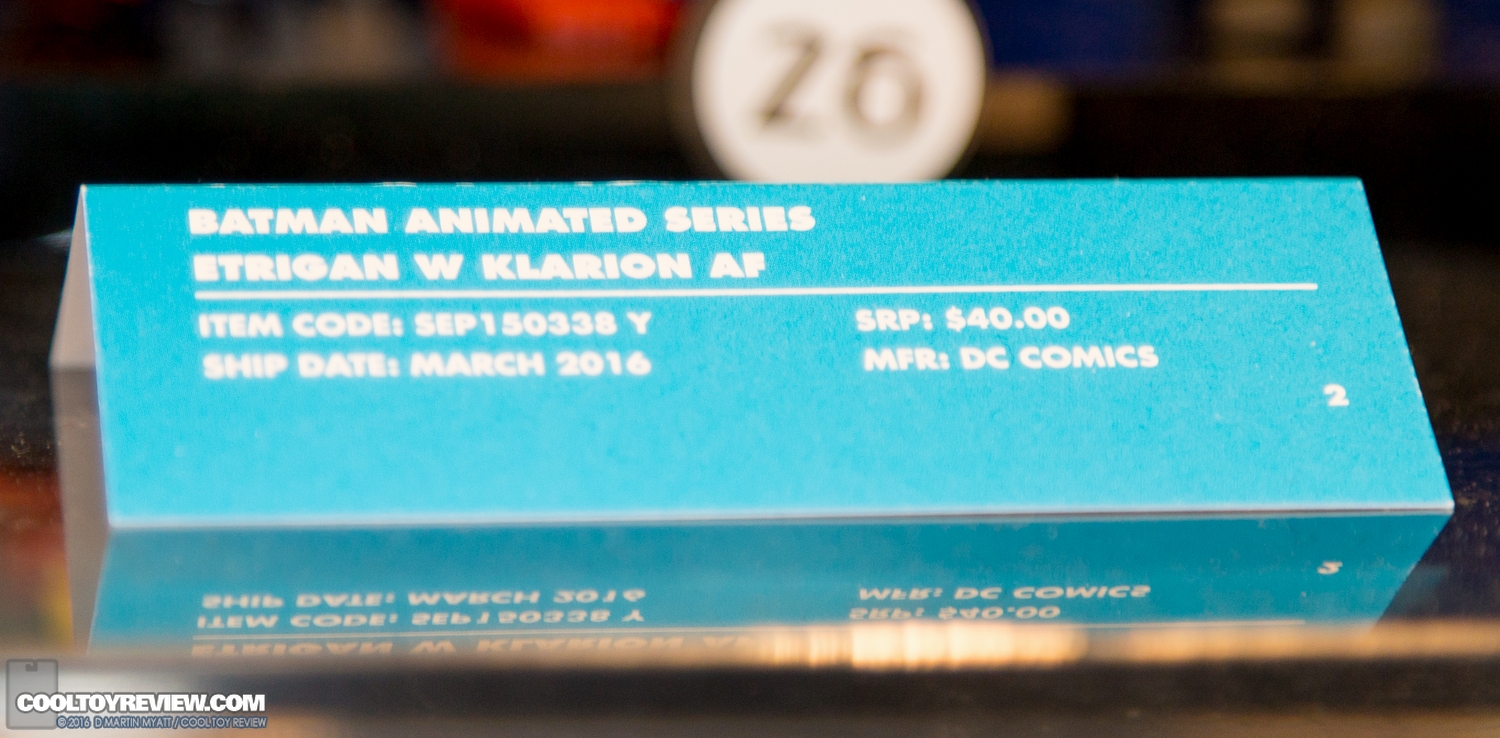 26
BATMAN ANIMATED SERIES
ETRIGAN W KLARION AF
ITEM CODE: SEP150338 Y
SHIP DATE: MARCH 2016
SRP: $40.00
MFR: DC COMICS
2
COOLTOYREVIEW.COM
©2016 D MARTIN MYATT / COOL TOY REVIEW